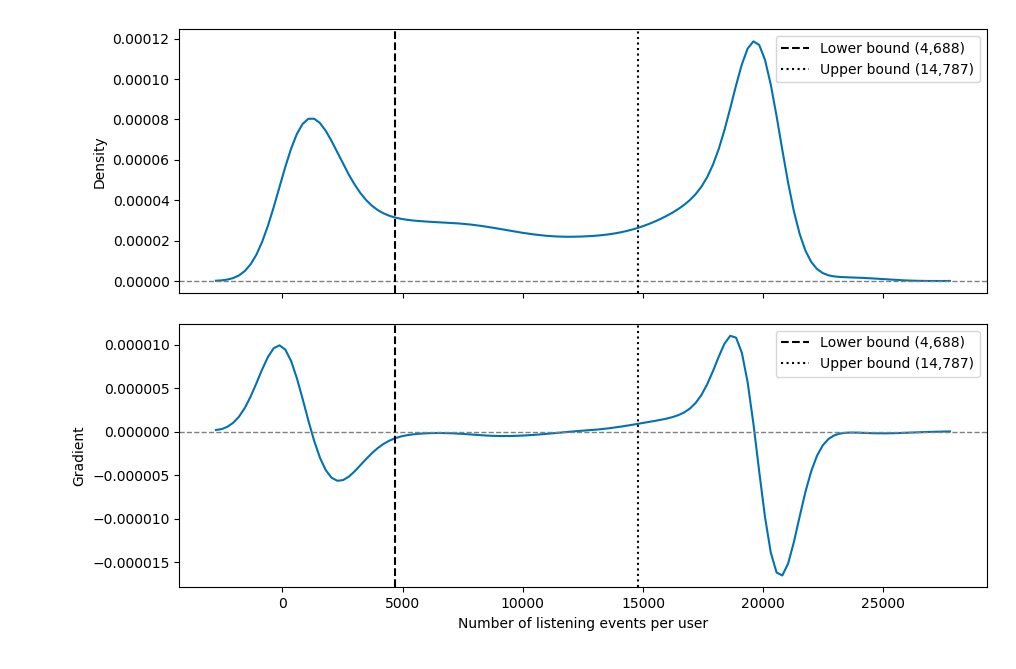 0.00012
0.00010
0.00008
0.00006
0.00004
0.00002
0.00000
Density
Lower bound (4,688)
Upper bound (14,787)
0.000010
0.000005
0.000000
−0.000005
−0.000010
−0.000015
Gradient
Lower bound (4,688)
Upper bound (14,787)
0 5000 10000 15000 20000 25000
Number of listening events per user